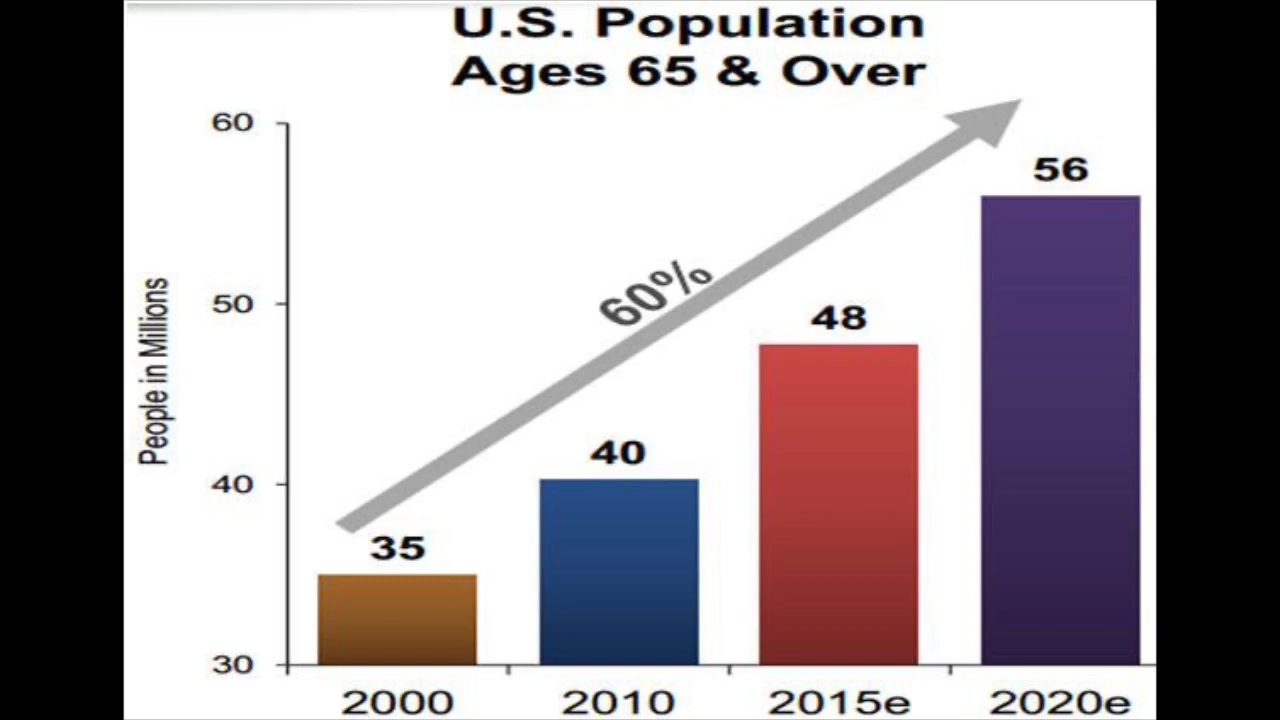 U.S. Population
Ages 65 & Over
60
50
40
30
People in Millions
60%
35
40
48
56
2000
2010
2015e
2020e